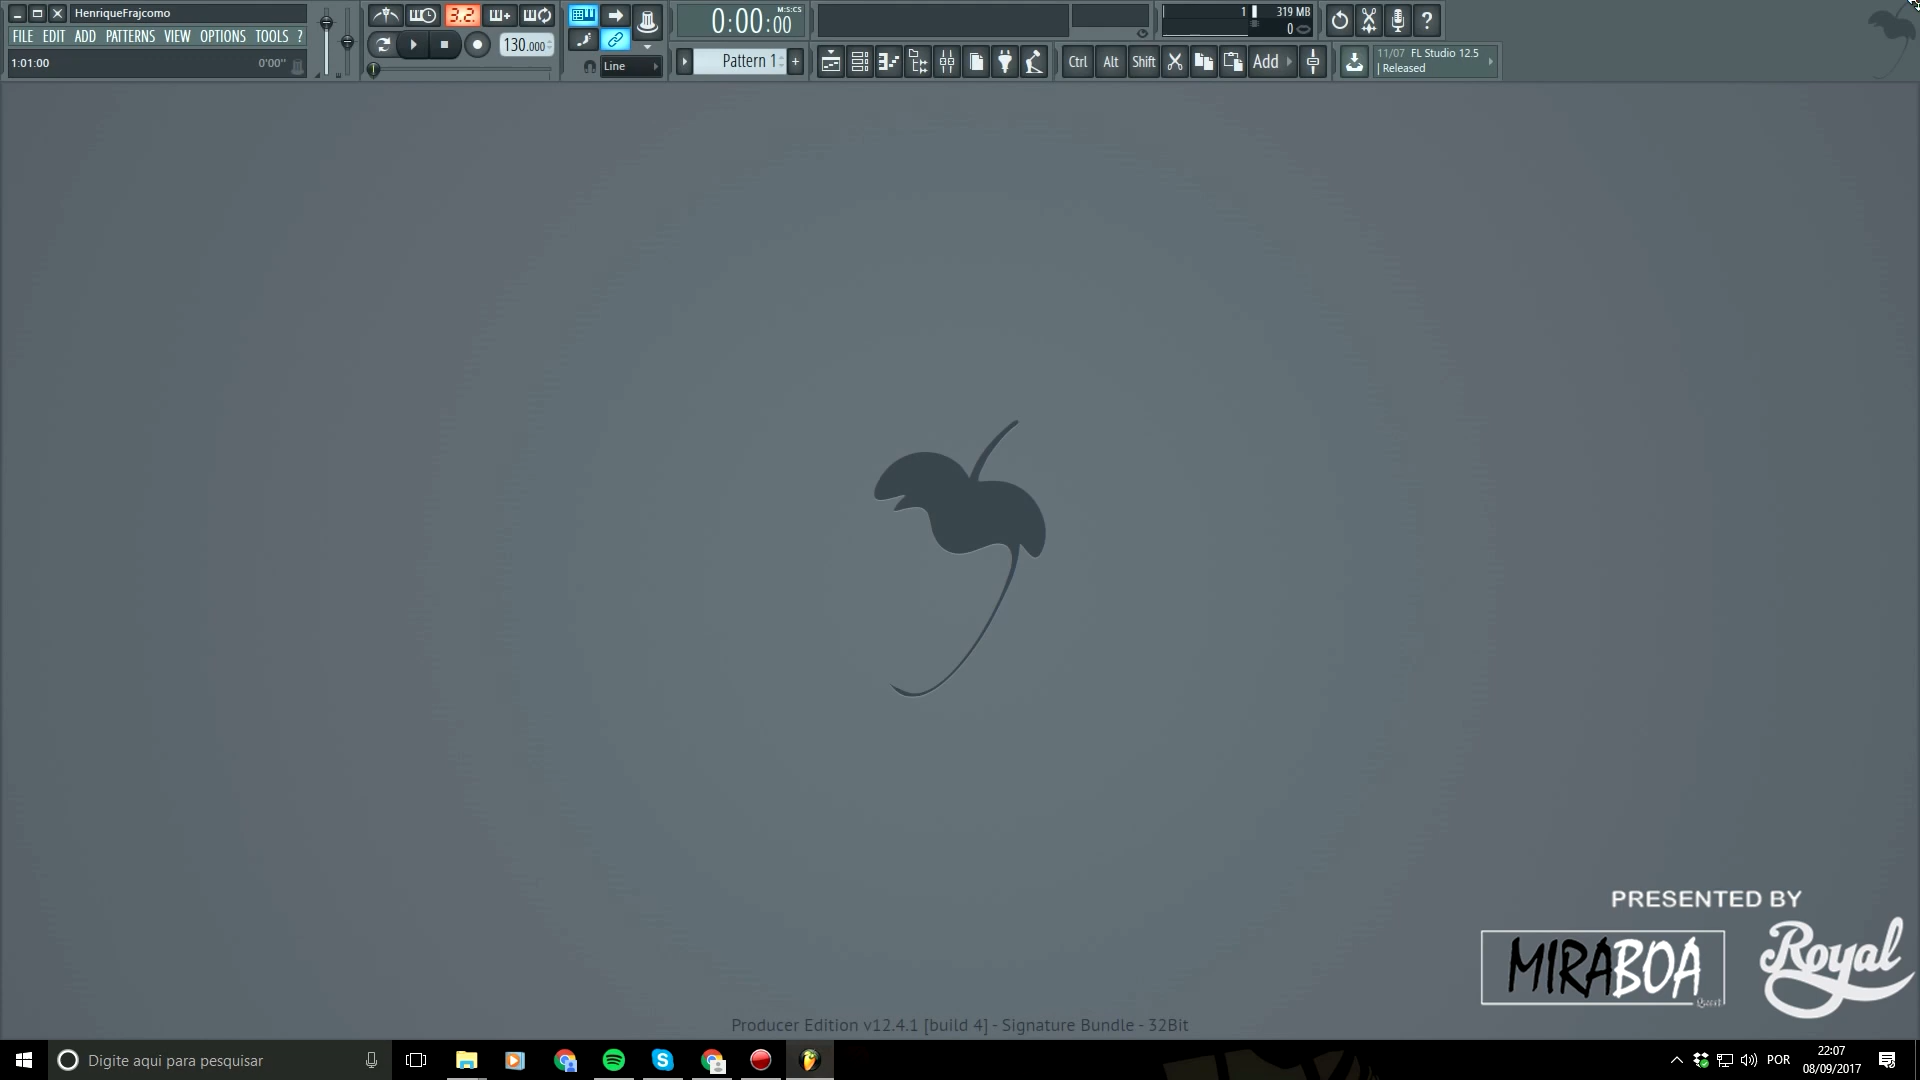 HenriqueFrajcomo
FILE EDIT ADD PATTERNS VIEW OPTIONS TOOLS ?
1:01:00 0'00"
3.2.
130.000
Line
0:00:00 M:S:CS
Pattern 1 +
1 319 MB
0
?
Ctrl Alt Shift Add
11/07 FL Studio 12.5
| Released
PRESENTED BY
MIRABOA
Royal
Producer Edition v12.4.1 [build 4] - Signature Bundle - 32Bit
Digite aqui para pesquisar
POR
22:07
08/09/2017